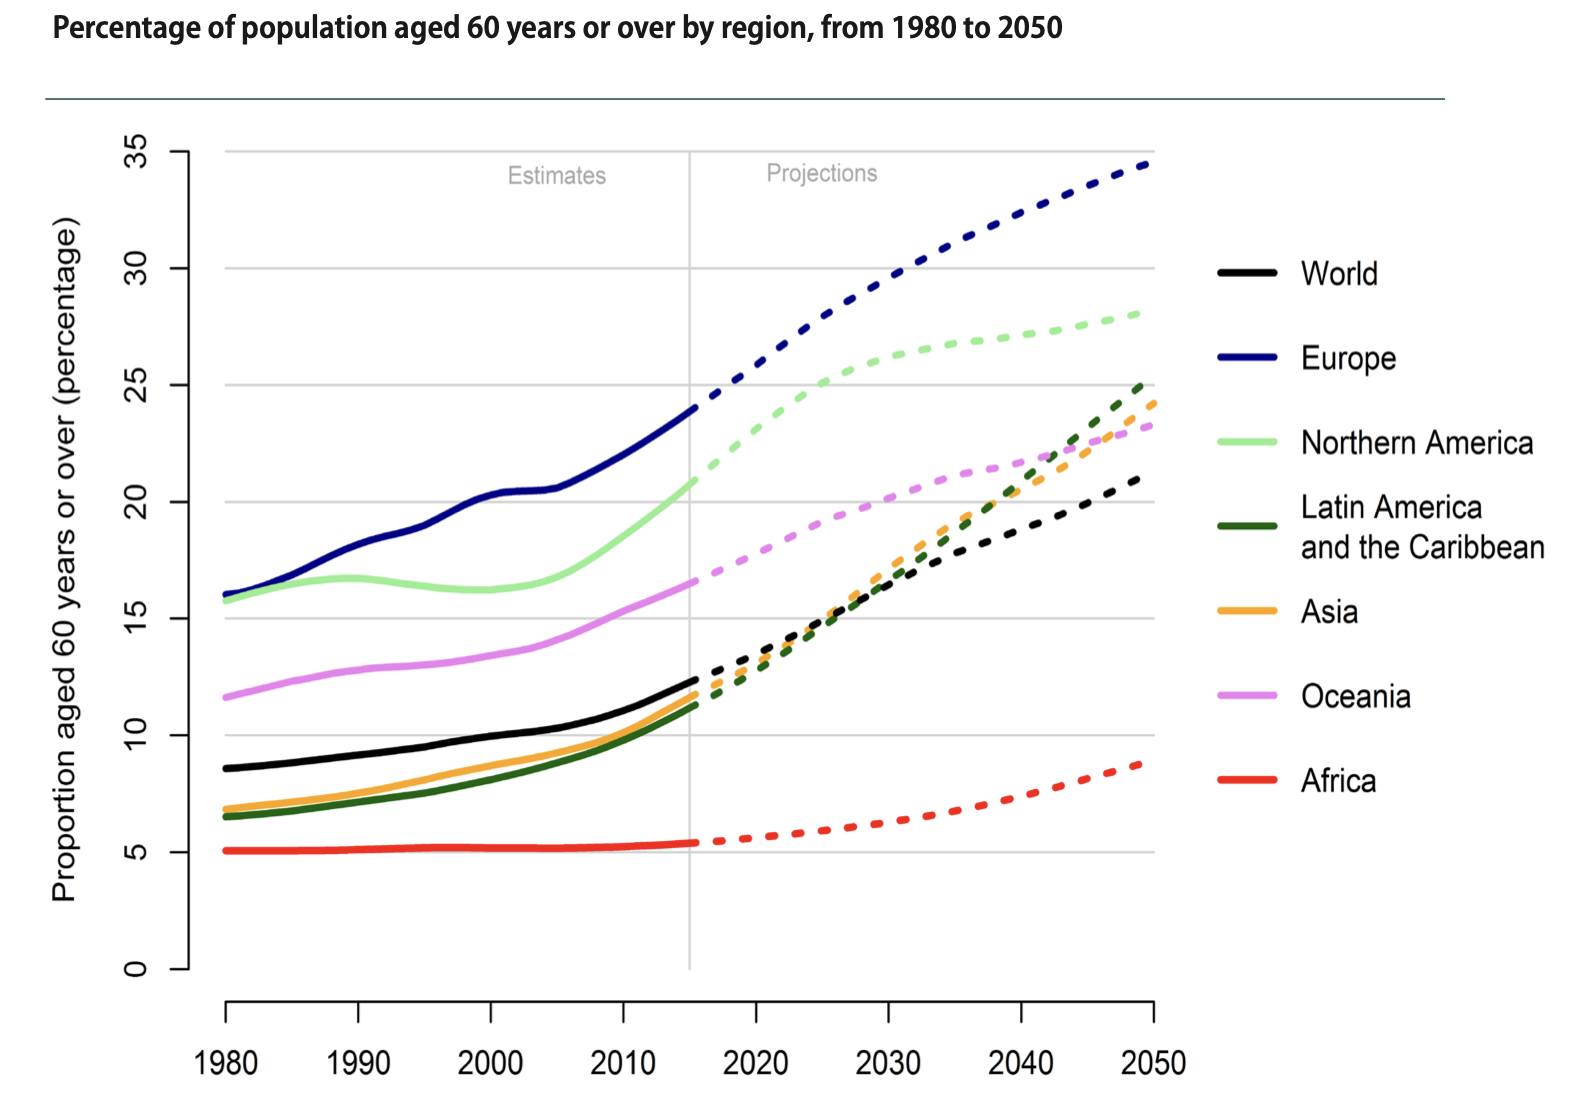 Percentage of population aged 60 years or over by region, from 1980 to 2050
Proportion aged 60 years or over (percentage)
35
30
25
20
15
10
5
0
Estimates
Projections
1980
1990
2000
2010
2020
2030
2040
2050
World
Europe
Northern America
Latin America
and the Caribbean
Asia
Oceania
Africa